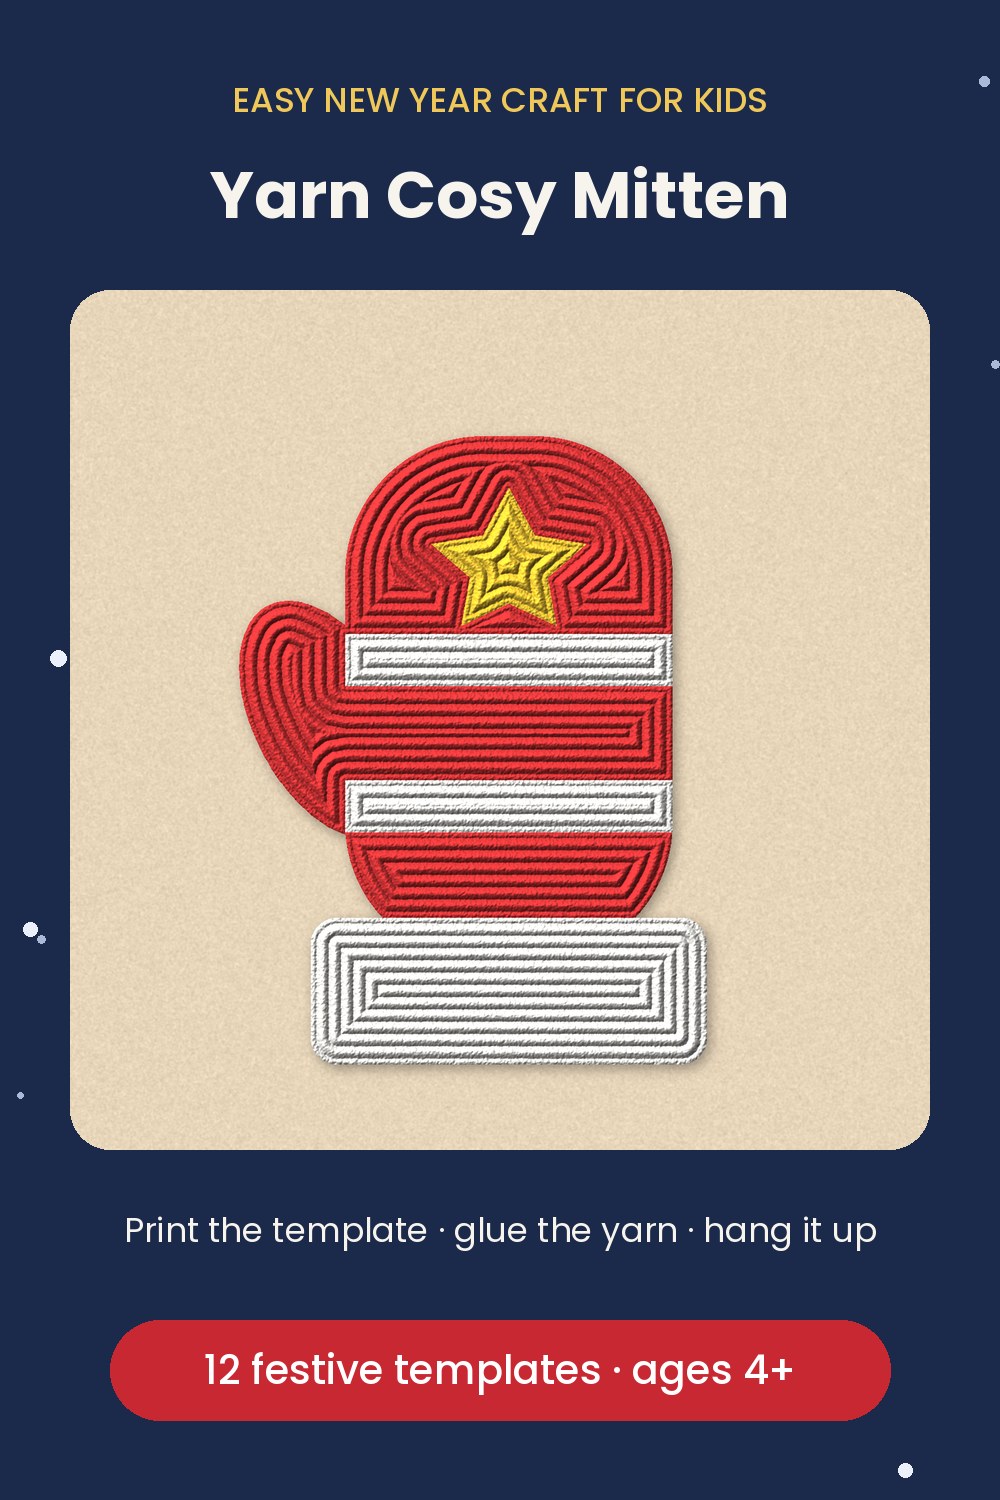 EASY NEW YEAR CRAFT FOR KIDS
Yarn Cosy Mitten
Print the template · glue the yarn · hang it up
12 festive templates · ages 4+